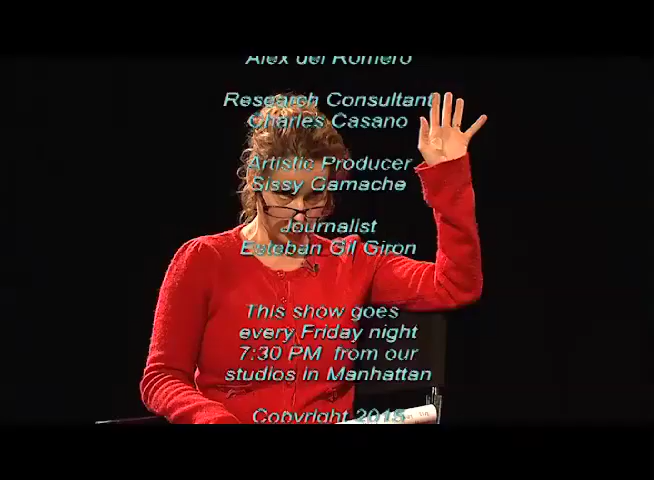 Alex del Romero
Research Consultant
Charles Casano
Artistic Producer
Sissy Gamache
Journalist
Esteban Gil Giron
This show goes
every Friday night
7:30 PM from our
studios in Manhattan
Copyright 2015